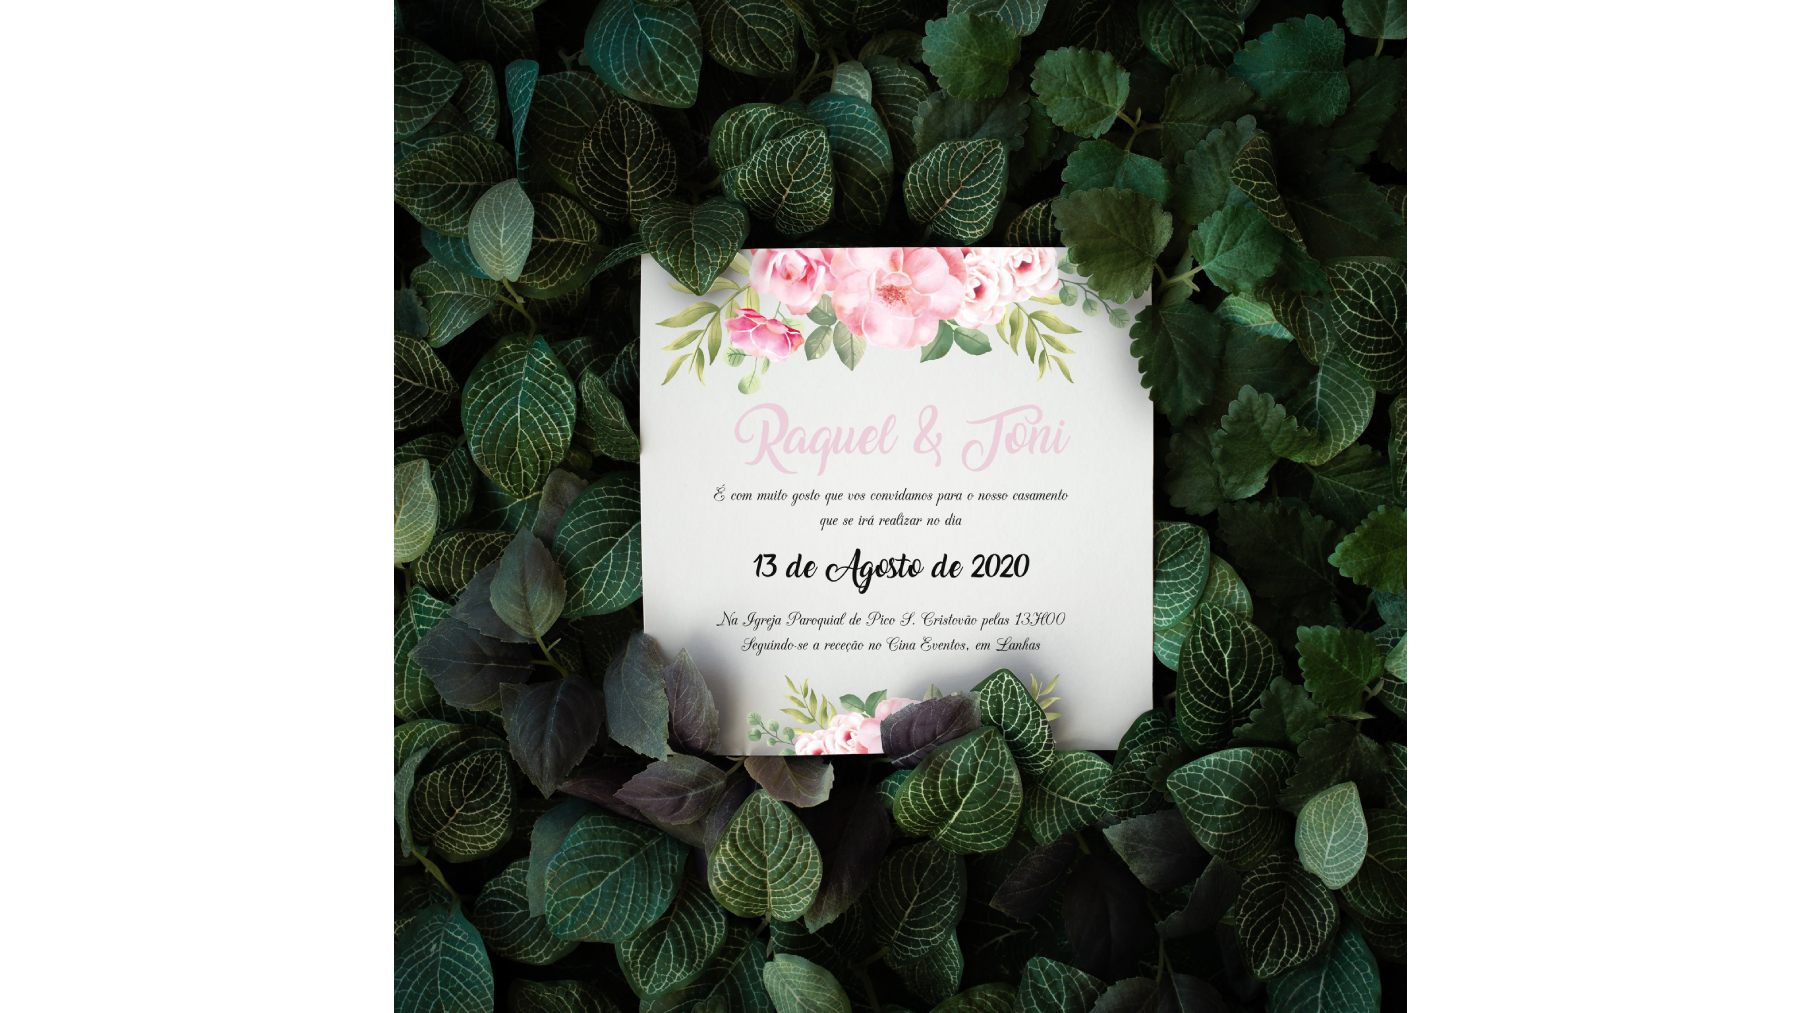 Raquel & Toni
É com muito gosto que vos convidamos para o nosso casamento
que se irá realizar no dia
13 de Agosto de 2020
Na Igreja Paroquial de Pico S. Cristovão pelas 13H00
Seguindo-se a receção no Cina Eventos, em Lanhas